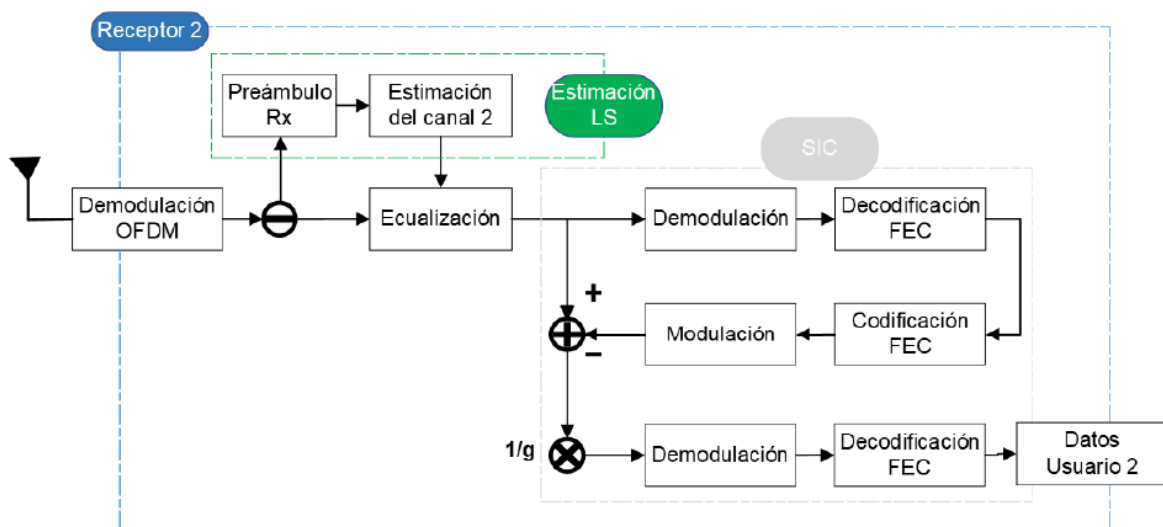 Receptor 2
Preámbulo
Rx
Estimación
del canal 2
Estimación
LS
SIC
Demodulación
OFDM
Ecualización
Demodulación
Decodificación
FEC
+
−
Modulación
Codificación
FEC
1/g
Demodulación
Decodificación
FEC
Datos
Usuario 2